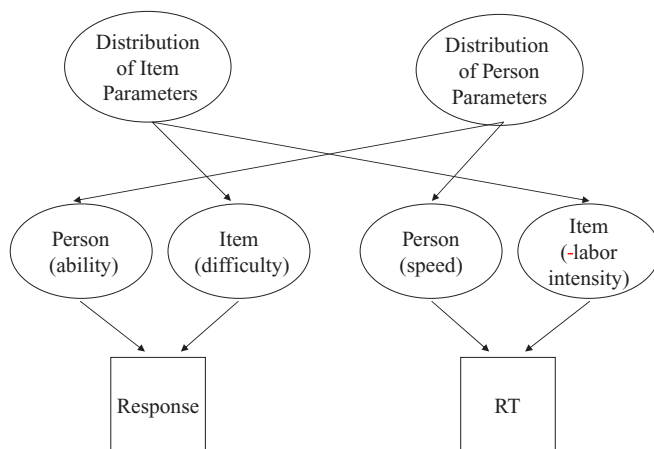 Distribution
of Item
Parameters
Distribution
of Person
Parameters
Person
(ability)
Item
(difficulty)
Person
(speed)
Item
(-labor
intensity)
Response
RT